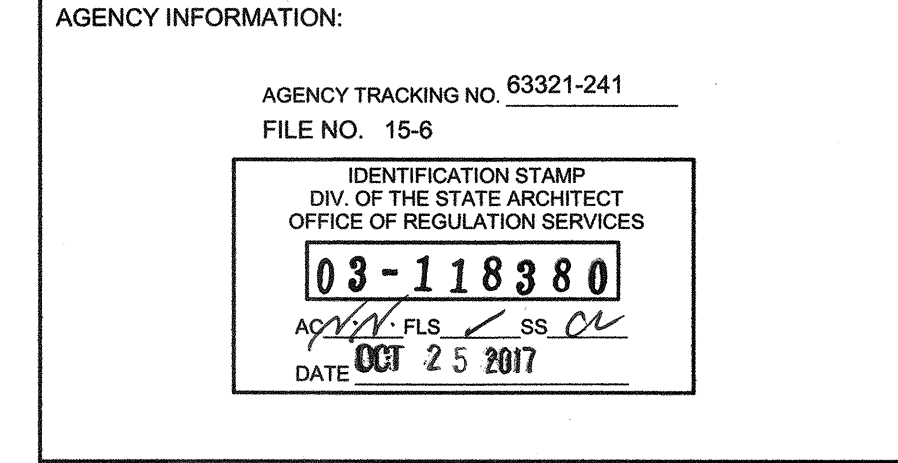 AGENCY INFORMATION:
AGENCY TRACKING NO. 63321-241
FILE NO. 15-6
IDENTIFICATION STAMP
DIV. OF THE STATE ARCHITECT
OFFICE OF REGULATION SERVICES
03-118380
AC N.N. FLS ✓ SS
DATE OCT 25 2017